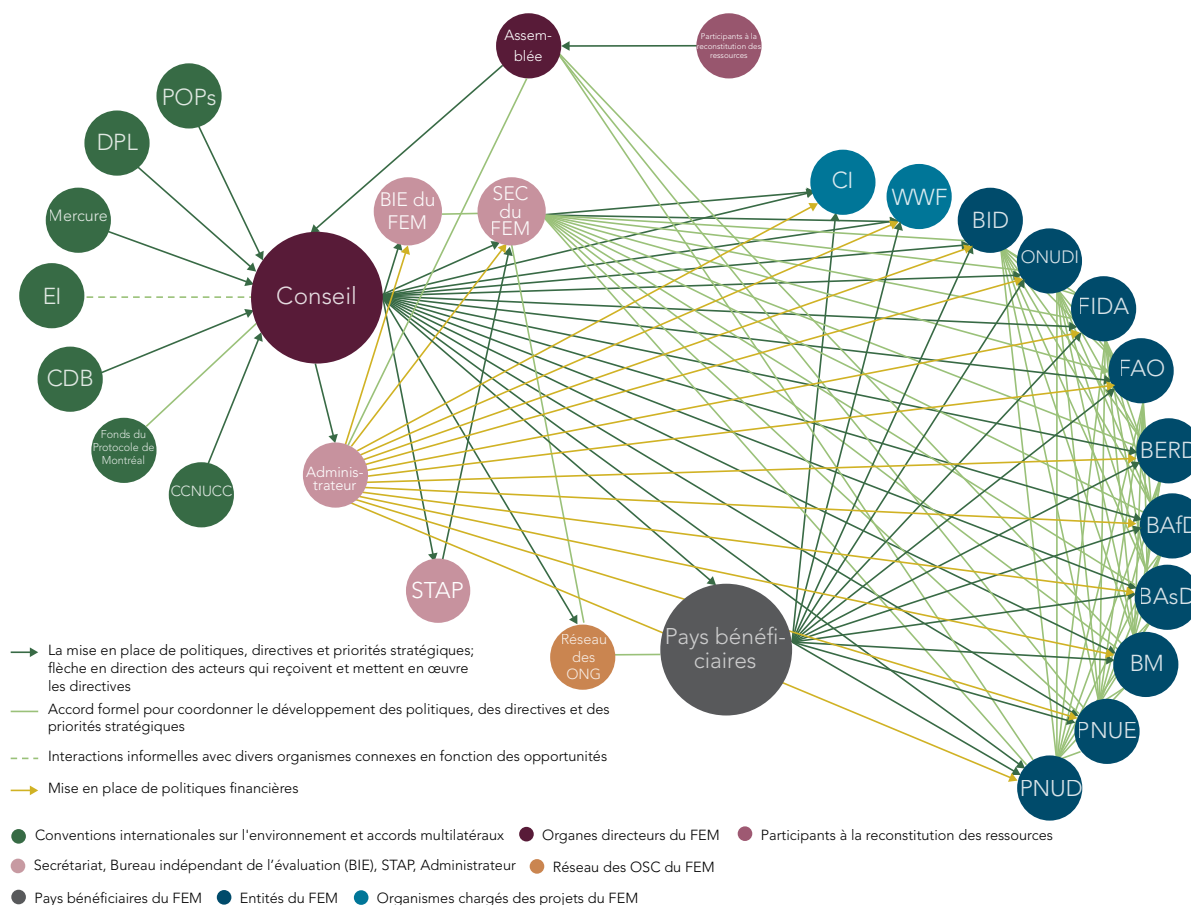 Assem-
blée
Participants à la
reconstitution des
ressources
POPs
DPL
Mercure
EI
CDB
Fonds du
Protocole de
Montréal
CCNUCC
Conseil
BIE du
FEM
SEC
du
FEM
Adminis-
trateur
STAP
Réseau
des
ONG
Pays bénéfi-
ciaires
CI
WWF
BID
ONUDI
FIDA
FAO
BERD
BAfD
BAsD
BM
PNUE
PNUD
La mise en place de politiques, directives et priorités stratégiques;
flèche en direction des acteurs qui reçoivent et mettent en œuvre
les directives
Accord formel pour coordonner le développement des politiques, des directives et des
priorités stratégiques
Interactions informelles avec divers organismes connexes en fonction des opportunités
Mise en place de politiques financières
Conventions internationales sur l'environnement et accords multilatéraux Organes directeurs du FEM Participants à la reconstitution des ressources
Secrétariat, Bureau indépendant de l’évaluation (BIE), STAP, Administrateur Réseau des OSC du FEM
Pays bénéficiaires du FEM Entités du FEM Organismes chargés des projets du FEM